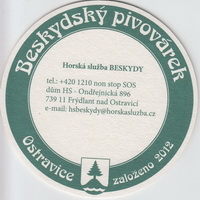 Beskydský pivovárek
Horská služba BESKYDY
tel.: +420 1210 non stop SOS
dům HS - Ondřejnická 896
739 11 Frýdlant nad Ostravicí
e-mail: hsbeskydy@horskasluzba.cz
Ostravice
založeno 2012